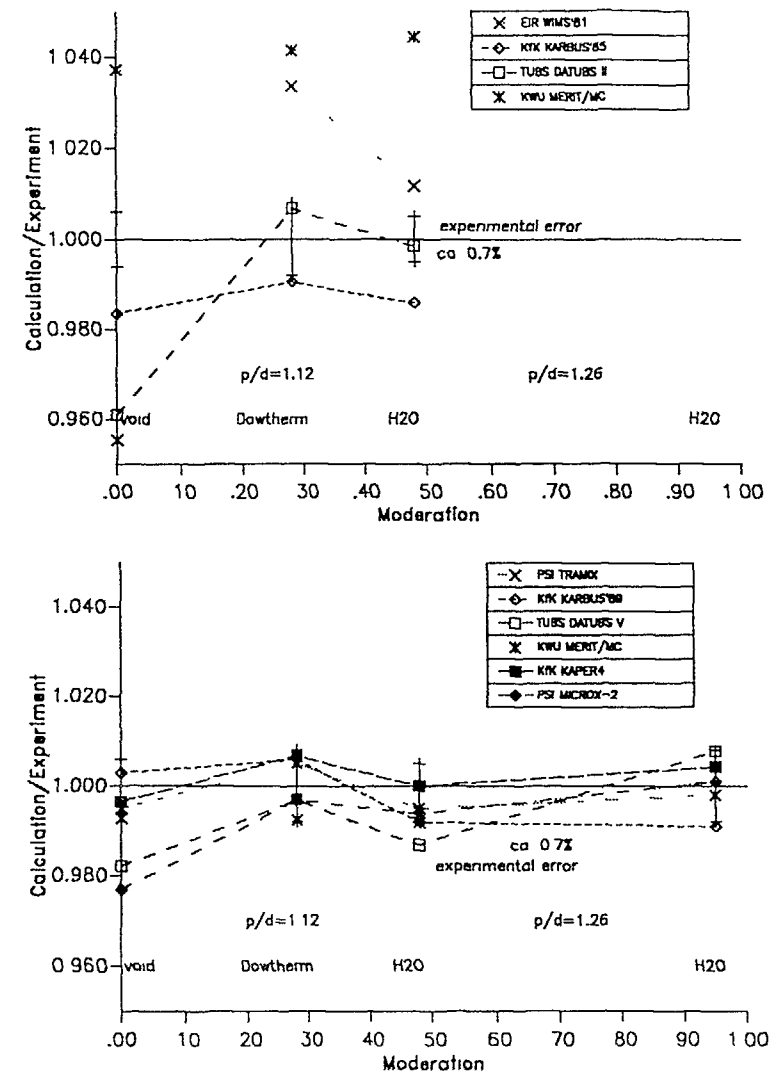 1 040
1 020
1.000
0.980
0.960
Calculation/Experiment
EIR WIMS'81
KfK KARBUS'85
TUBS DATUBS II
KWU MERIT/MC
experimental error
ca 0.7%
p/d=1.12
p/d=1.26
void
Dowtherm
H2O
H2O
.00 10 .20 .30 .40 50 .60 .70 .80 .90 1 00
Moderation
1.040
1.020
1.000
0.980
0 960
Calculation/Experiment
PSI TRAMIX
KfK KARBUS'89
TUBS DATUBS V
KWU MERIT/MC
KfK KAPER4
PSI MICROX-2
ca 0 7%
experimental error
p/d=1 12
p/d=1.26
void
Dowtherm
H2O
H2O
.00 10 20 30 40 50 .60 70 80 .90 1 00
Moderation